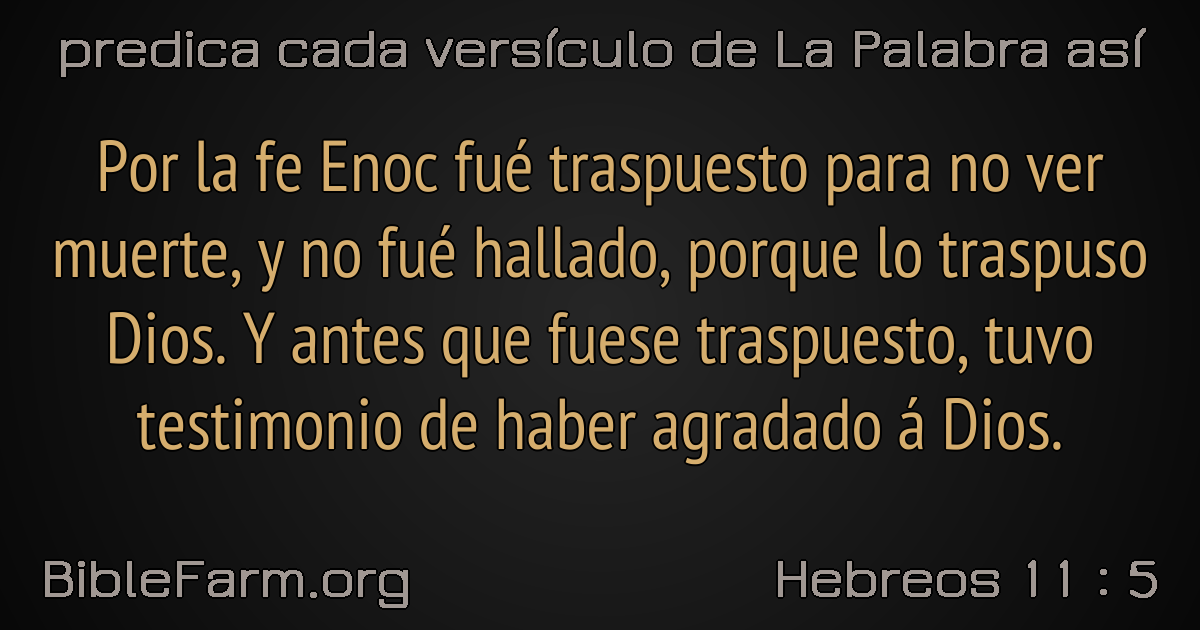 predica cada versículo de La Palabra así
Por la fe Enoc fué traspuesto para no ver
muerte, y no fué hallado, porque lo traspuso
Dios. Y antes que fuese traspuesto, tuvo
testimonio de haber agradado á Dios.
BibleFarm.org
Hebreos 11 : 5